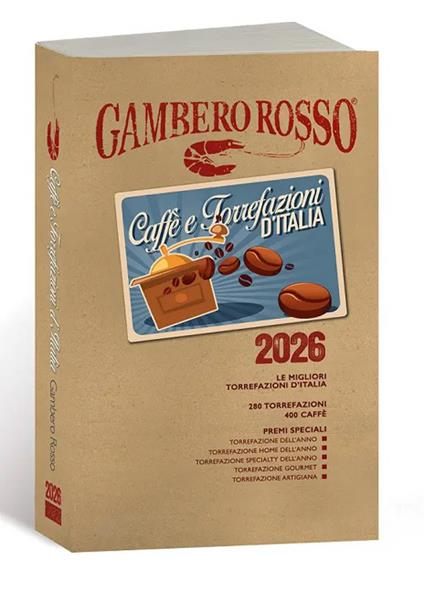 GAMBERO ROSSO®
Caffè e Torrefazioni
D'ITALIA
2026
LE MIGLIORI
TORREFAZIONI D'ITALIA
280 TORREFAZIONI
400 CAFFÈ
PREMI SPECIALI
TORREFAZIONE DELL'ANNO
TORREFAZIONE HOME DELL'ANNO
TORREFAZIONE SPECIALTY DELL'ANNO
TORREFAZIONE GOURMET
TORREFAZIONE ARTIGIANA
Caffè e Torrefazioni d'Italia
Gambero Rosso
2026